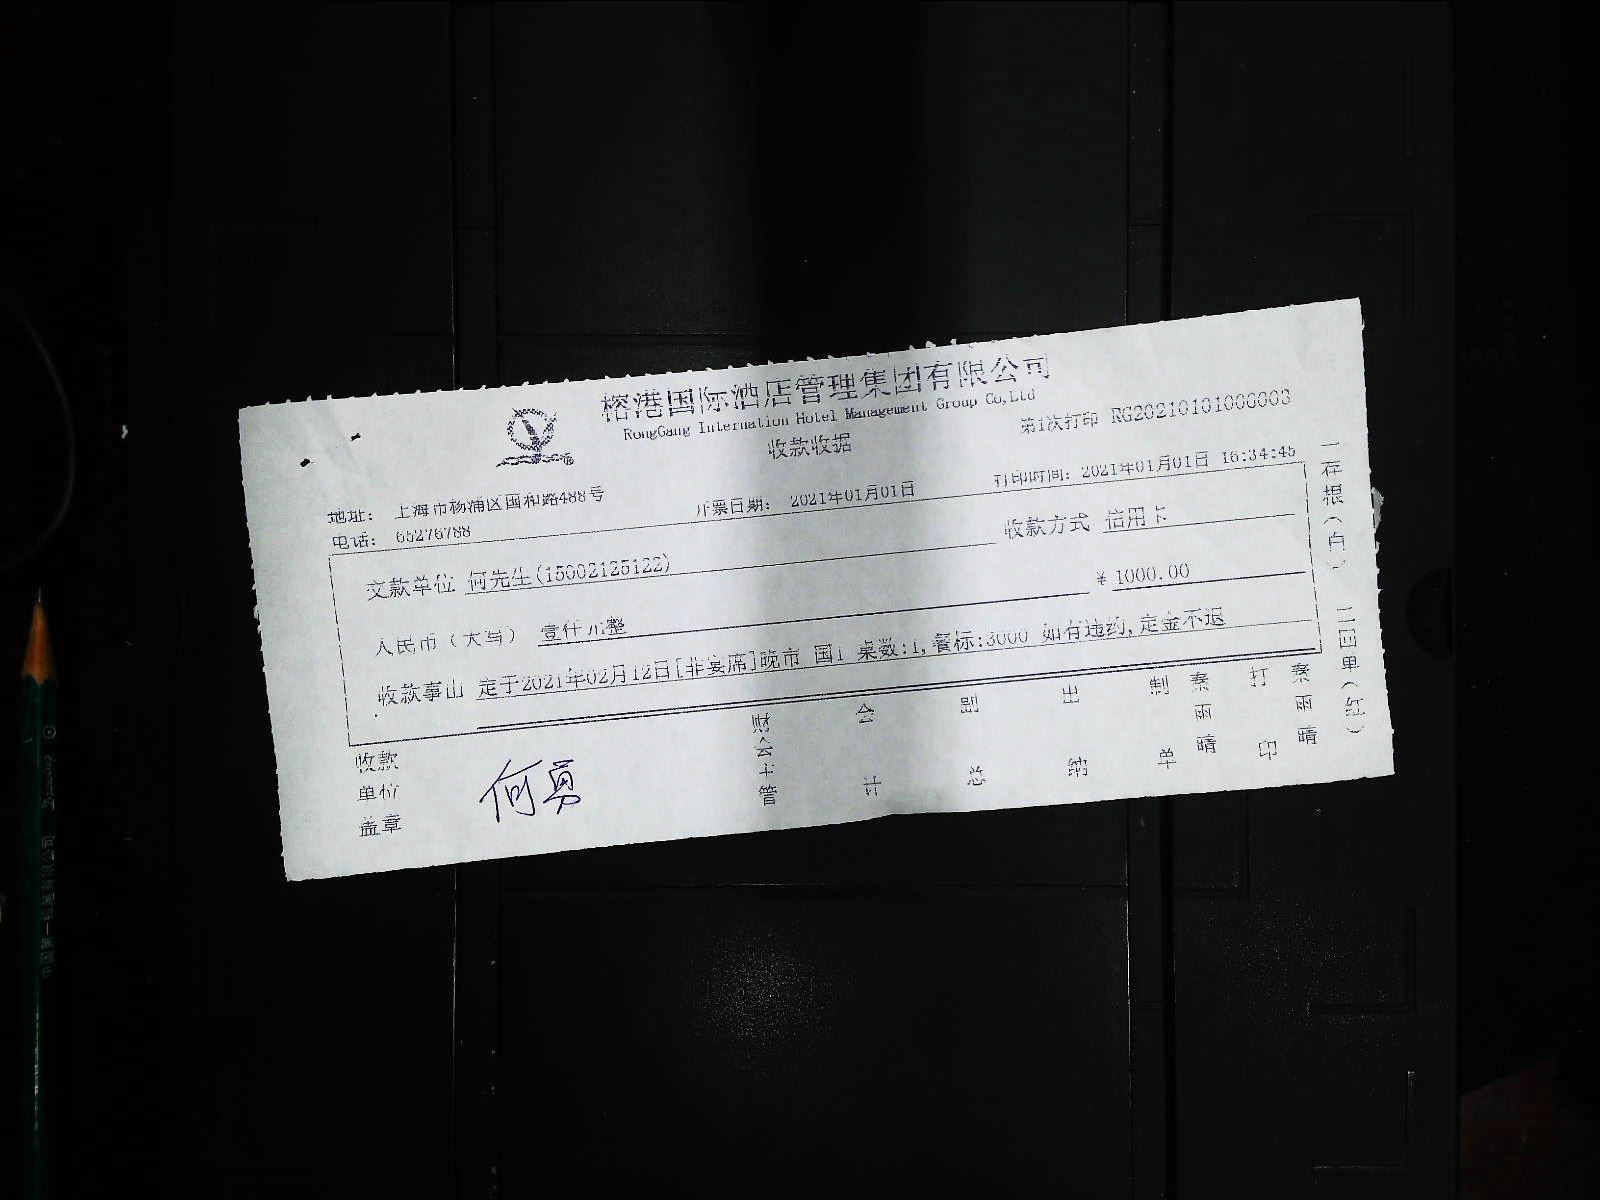 榕港国际酒店管理集团有限公司
RongGang Internation Hotel Management Group Co,Ltd
收款收据
第1次打印 RG20210101000003
地址： 上海市杨浦区国和路488号
开票日期： 2021年01月01日
打印时间： 2021年01月01日 16:34:45
电话： 65276788
交款单位 何先生(15002125122)
收款方式 信用卡
人民币（大写） 壹仟元整
￥ 1000.00
收款事由 定于2021年02月12日[非宴席]晚市 国1 桌数:1,餐标:3000 如有违约,定金不退
收款单位盖章
何勇
财会主管
会计
副总
出纳
制单
秦雨晴
打印
秦雨晴
一存根（白） 二回单（红）